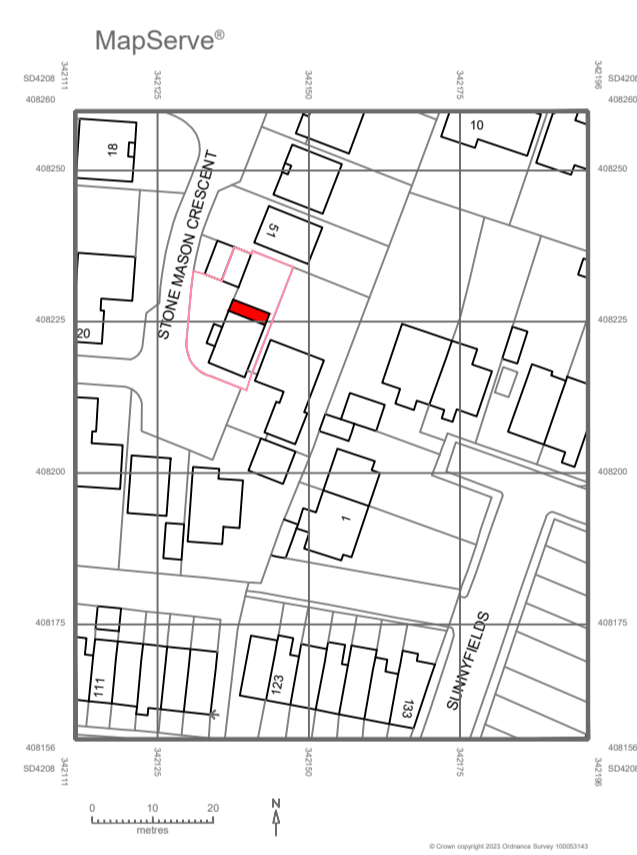 MapServe®
SD4208
342111
342125
342150
342175
342196
SD4208
408260
408260
18
10
408250
408250
STONE MASON CRESCENT
51
408225
408225
20
408200
408200
1
408175
408175
SUNNYFIELDS
111
123
133
408156
408156
SD4208
342111
342125
342150
342175
342196
SD4208
0 10 20
metres
N
© Crown copyright 2023 Ordnance Survey 100053143